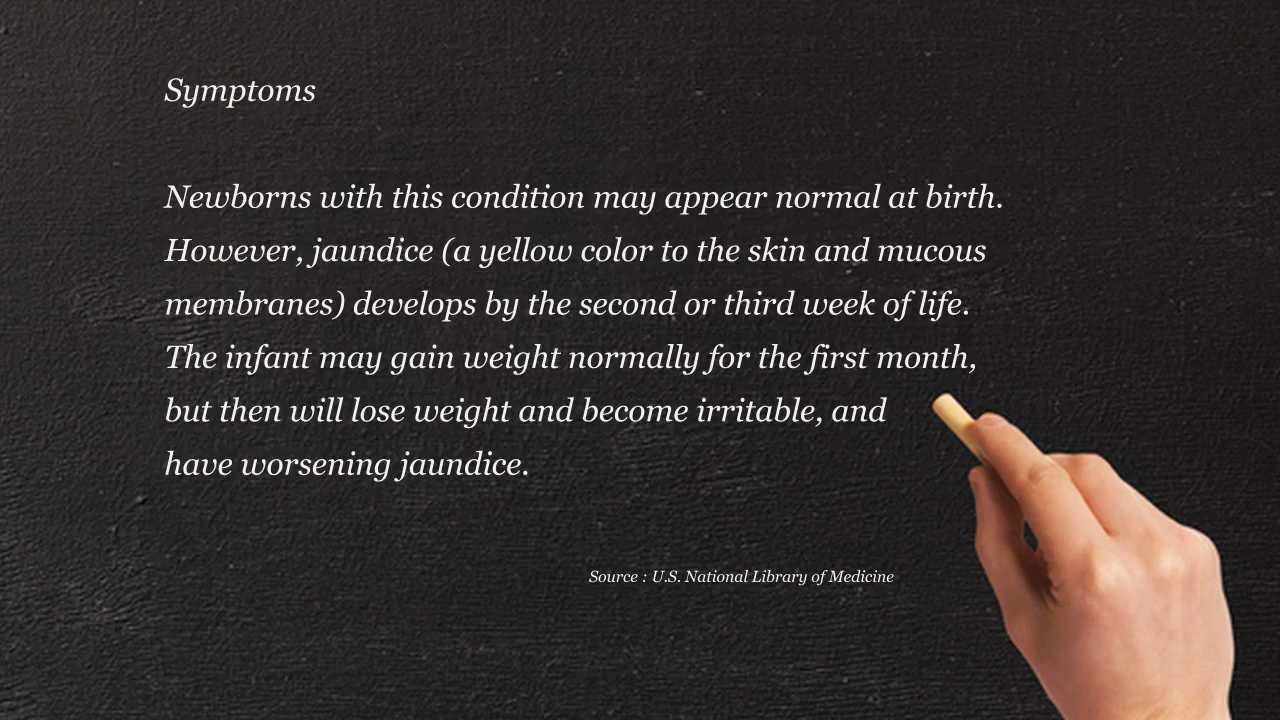 Symptoms
Newborns with this condition may appear normal at birth.
However, jaundice (a yellow color to the skin and mucous
membranes) develops by the second or third week of life.
The infant may gain weight normally for the first month,
but then will lose weight and become irritable, and
have worsening jaundice.
Source : U.S. National Library of Medicine